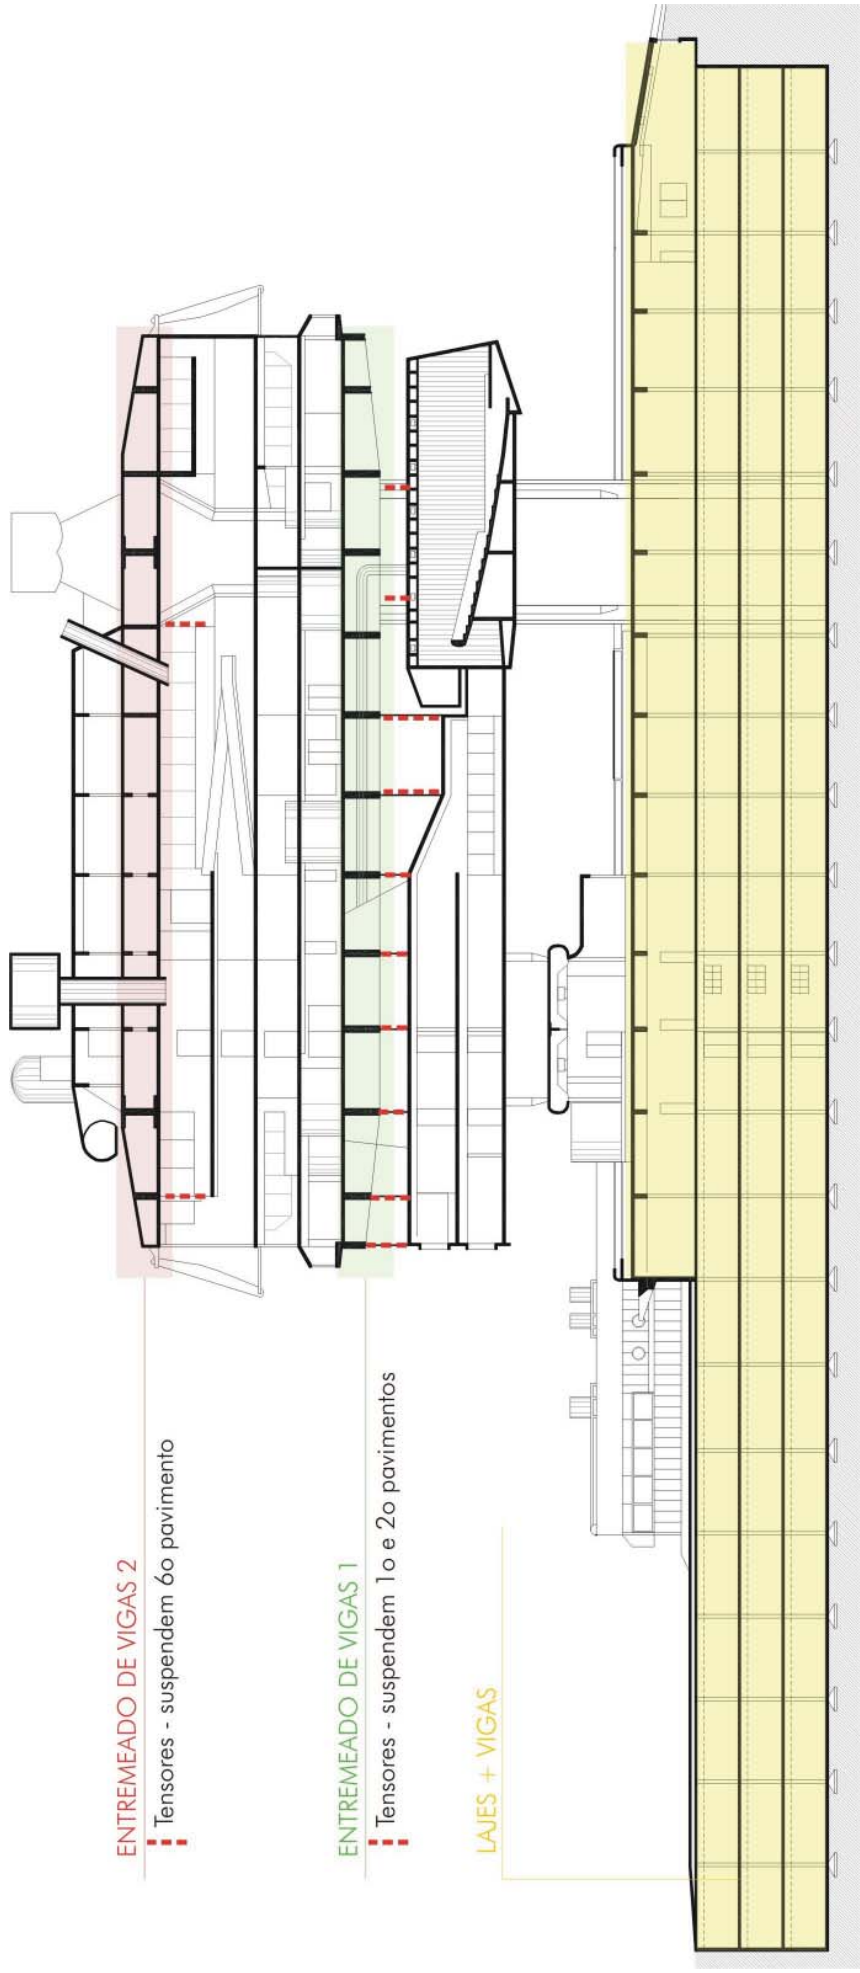 ENTREMEADO DE VIGAS 2
Tensores - suspendem 6o pavimento
ENTREMEADO DE VIGAS 1
Tensores - suspendem 1o e 2o pavimentos
LAJES + VIGAS